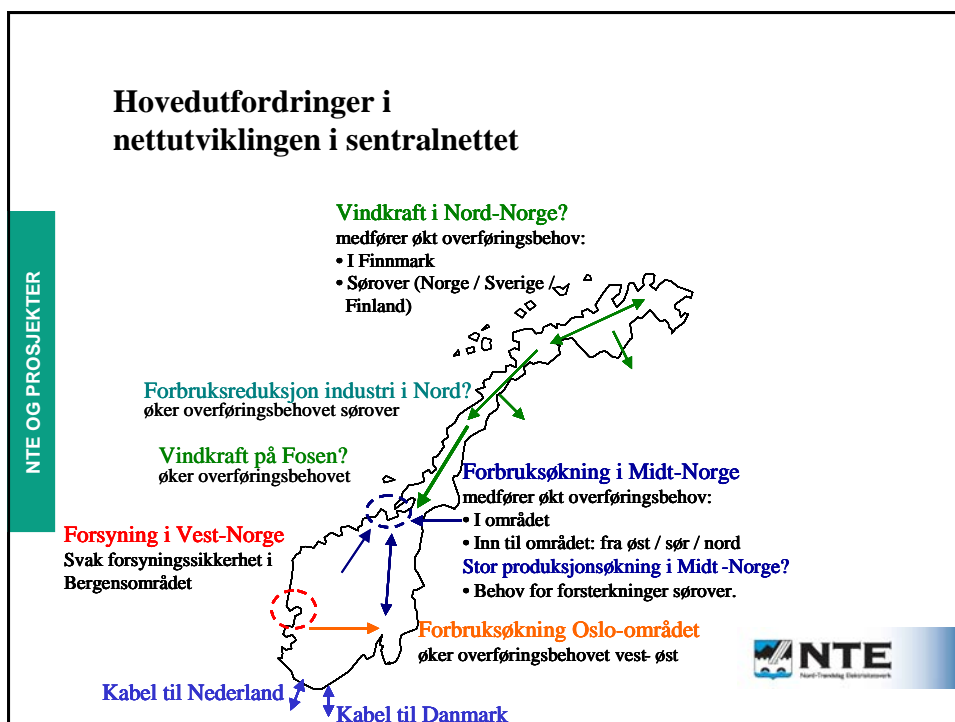 Hovedutfordringer i
nettutviklingen i sentralnettet
NTE OG PROSJEKTER
Vindkraft i Nord-Norge?
medfører økt overføringsbehov:
• I Finnmark
• Sørover (Norge / Sverige /
Finland)
Forbruksreduksjon industri i Nord?
øker overføringsbehovet sørover
Vindkraft på Fosen?
øker overføringsbehovet
Forbruksøkning i Midt-Norge
medfører økt overføringsbehov:
• I området
• Inn til området: fra øst / sør / nord
Stor produksjonsøkning i Midt -Norge?
• Behov for forsterkninger sørover.
Forsyning i Vest-Norge
Svak forsyningssikkerhet i
Bergensområdet
Forbruksøkning Oslo-området
øker overføringsbehovet vest- øst
Kabel til Nederland
Kabel til Danmark
NTE
Nord-Trøndelag Elektrisitetsverk